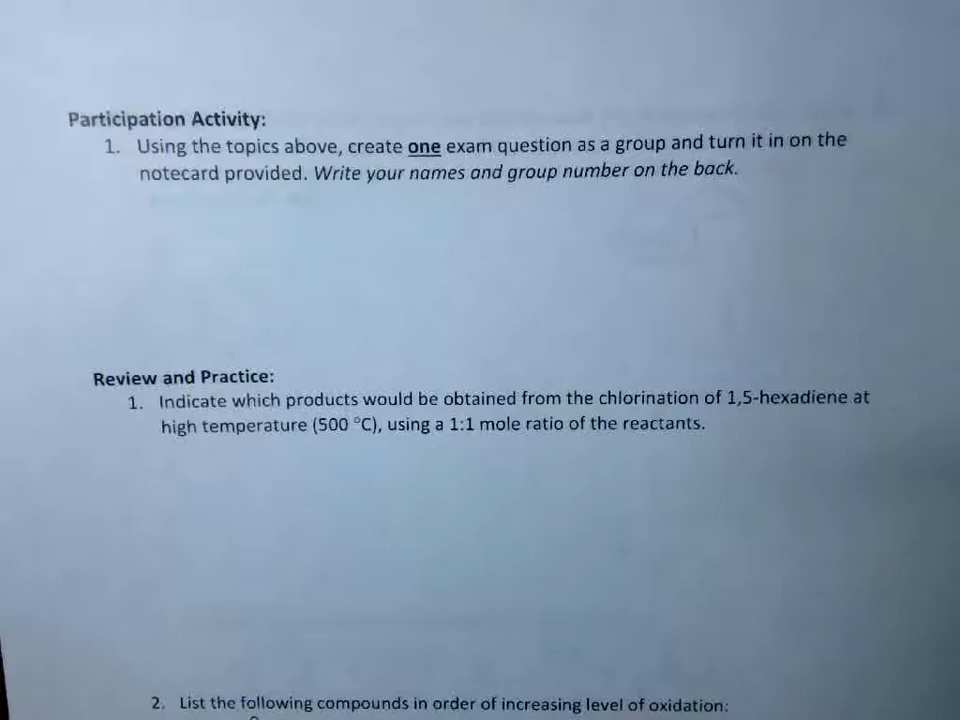 Participation Activity:
1. Using the topics above, create one exam question as a group and turn it in on the
notecard provided. Write your names and group number on the back.
Review and Practice:
1. Indicate which products would be obtained from the chlorination of 1,5-hexadiene at
high temperature (500 °C), using a 1:1 mole ratio of the reactants.
2. List the following compounds in order of increasing level of oxidation: